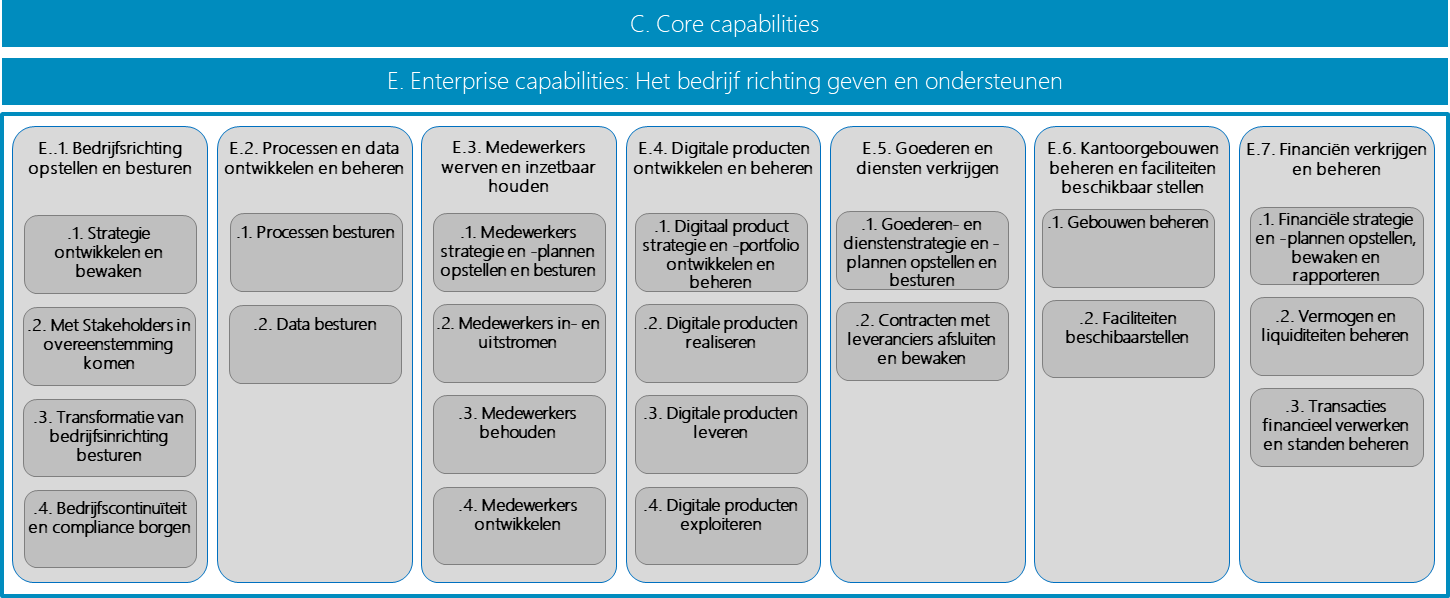 C. Core capabilities
E. Enterprise capabilities: Het bedrijf richting geven en ondersteunen
E..1. Bedrijfsrichting
opstellen en besturen
.1. Strategie
ontwikkelen en
bewaken
.2. Met Stakeholders in
overeenstemming
komen
.3. Transformatie van
bedrijfsinrichting
besturen
.4. Bedrijfscontinuïteit
en compliance borgen
E.2. Processen en data
ontwikkelen en beheren
.1. Processen besturen
.2. Data besturen
E.3. Medewerkers
werven en inzetbaar
houden
.1. Medewerkers
strategie en -plannen
opstellen en besturen
.2. Medewerkers in- en
uitstromen
.3. Medewerkers
behouden
.4. Medewerkers
ontwikkelen
E.4. Digitale producten
ontwikkelen en beheren
.1. Digitaal product
strategie en -portfolio
ontwikkelen en
beheren
.2. Digitale producten
realiseren
.3. Digitale producten
leveren
.4. Digitale producten
exploiteren
E.5. Goederen en
diensten verkrijgen
.1. Goederen- en
dienstenstrategie en -
plannen opstellen en
besturen
.2. Contracten met
leveranciers afsluiten
en bewaken
E.6. Kantoorgebouwen
beheren en faciliteiten
beschikbaar stellen
.1. Gebouwen beheren
.2. Faciliteiten
beschibaarstellen
E.7. Financiën verkrijgen
en beheren
.1. Financiële strategie
en -plannen opstellen,
bewaken en
rapporteren
.2. Vermogen en
liquiditeiten beheren
.3. Transacties
financieel verwerken
en standen beheren